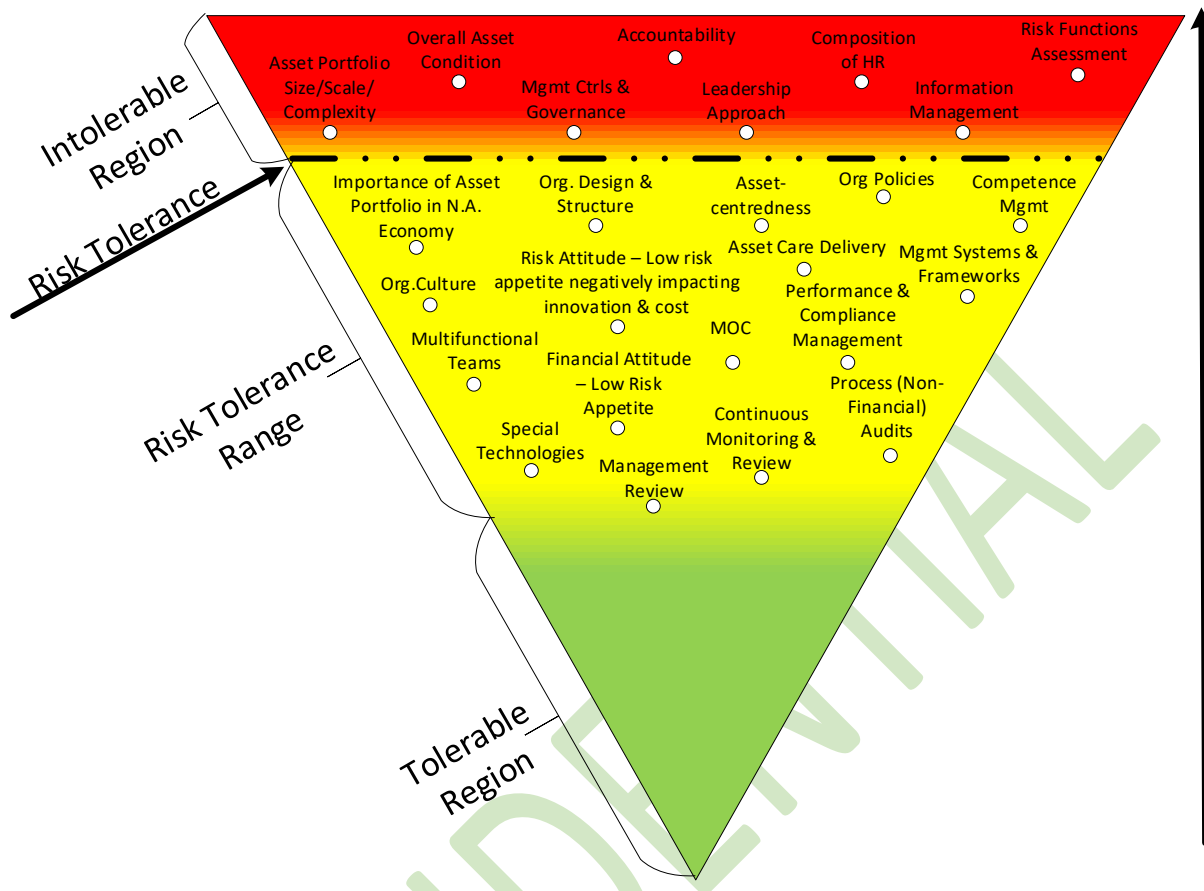 Asset Portfolio
Size/Scale/
Complexity
Overall Asset
Condition
Mgmt Ctrls &
Governance
Accountability
Leadership
Approach
Composition
of HR
Information
Management
Risk Functions
Assessment
Intolerable
Region
Risk Tolerance
Importance of Asset
Portfolio in N.A.
Economy
Org. Design &
Structure
Asset-
centredness
Org Policies
Competence
Mgmt
Org.Culture
Risk Attitude – Low risk
appetite negatively impacting
innovation & cost
Asset Care Delivery
Mgmt Systems &
Frameworks
Multifunctional
Teams
MOC
Performance &
Compliance
Management
Financial Attitude
– Low Risk
Appetite
Process (Non-
Financial)
Audits
Special
Technologies
Management
Review
Continuous
Monitoring &
Review
Risk Tolerance
Range
Tolerable
Region
DENTIAL